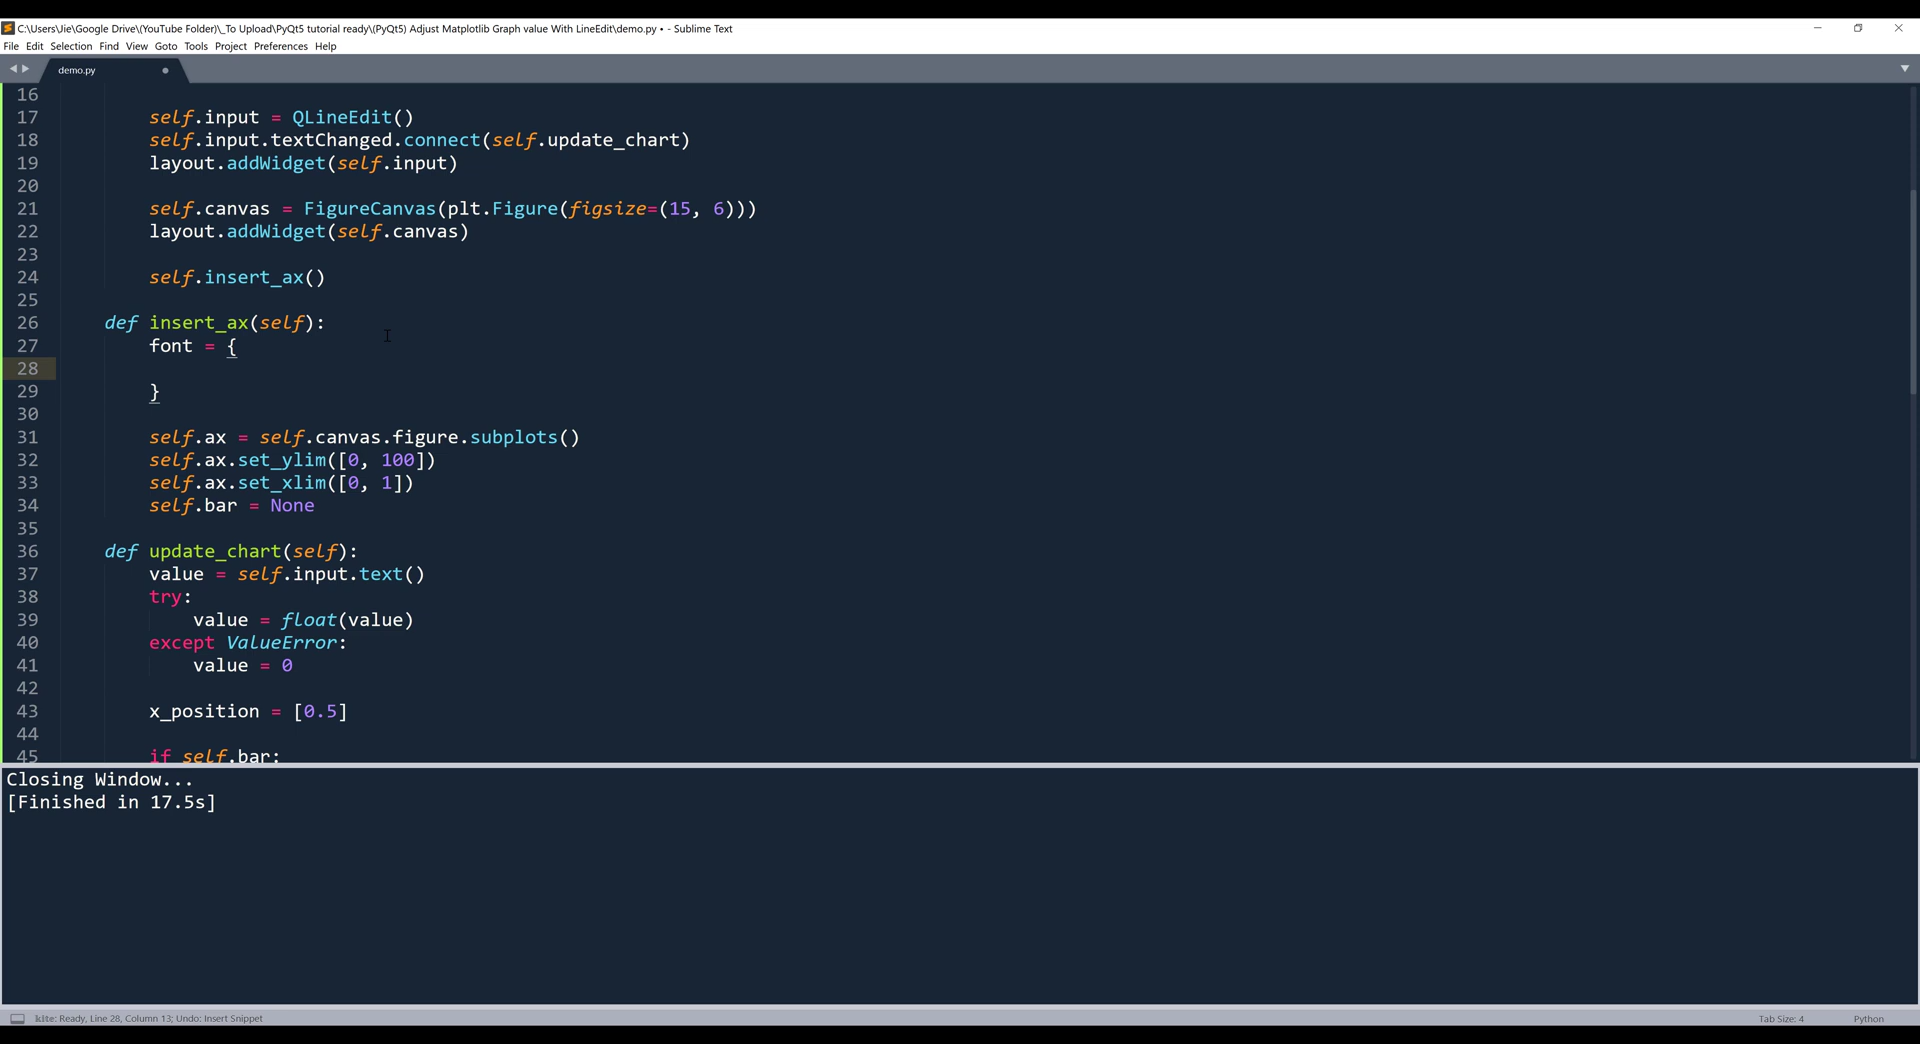 C:\Users\Jie\Google Drive\(YouTube Folder)\_To Upload\PyQt5 tutorial ready\(PyQt5) Adjust Matplotlib Graph value With LineEdit\demo.py • - Sublime Text
File Edit Selection Find View Goto Tools Project Preferences Help
demo.py
16
17 self.input = QLineEdit()
18 self.input.textChanged.connect(self.update_chart)
19 layout.addWidget(self.input)
20
21 self.canvas = FigureCanvas(plt.Figure(figsize=(15, 6)))
22 layout.addWidget(self.canvas)
23
24 self.insert_ax()
25
26 def insert_ax(self):
27 font = {
28
29 }
30
31 self.ax = self.canvas.figure.subplots()
32 self.ax.set_ylim([0, 100])
33 self.ax.set_xlim([0, 1])
34 self.bar = None
35
36 def update_chart(self):
37 value = self.input.text()
38 try:
39 value = float(value)
40 except ValueError:
41 value = 0
42
43 x_position = [0.5]
44
45 if self.bar:
Closing Window...
[Finished in 17.5s]
kite: Ready, Line 28, Column 13; Undo: Insert Snippet
Tab Size: 4
Python